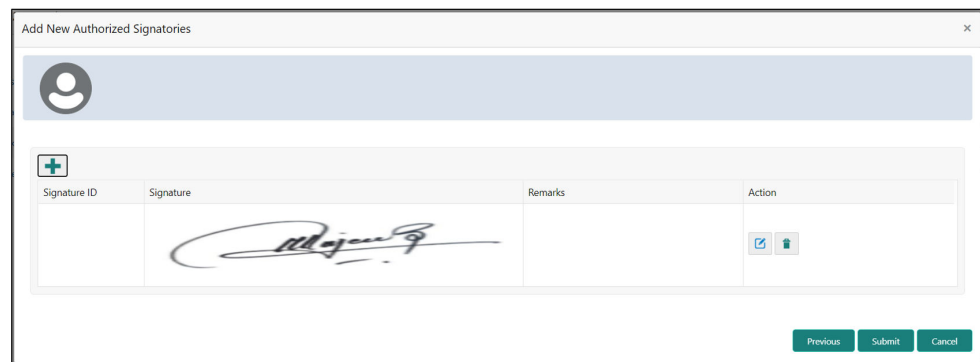 Add New Authorized Signatories
Signature ID Signature Remarks Action
Previous Submit Cancel